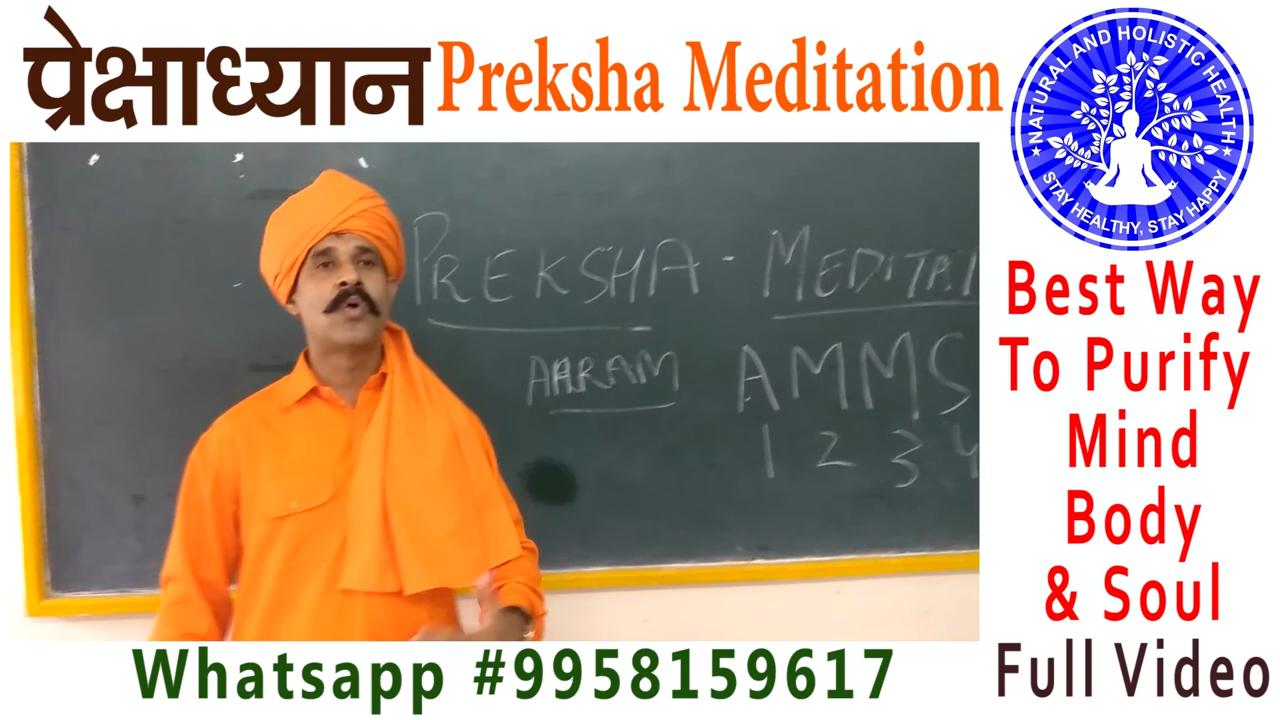 प्रेक्षाध्यान Preksha Meditation
NATURAL AND HOLISTIC HEALTH
STAY HEALTHY, STAY HAPPY
PREKSHA - MEDITA
AARAM AMMS
1 2 3 4
Best Way
To Purify
Mind
Body
& Soul
Whatsapp #9958159617
Full Video